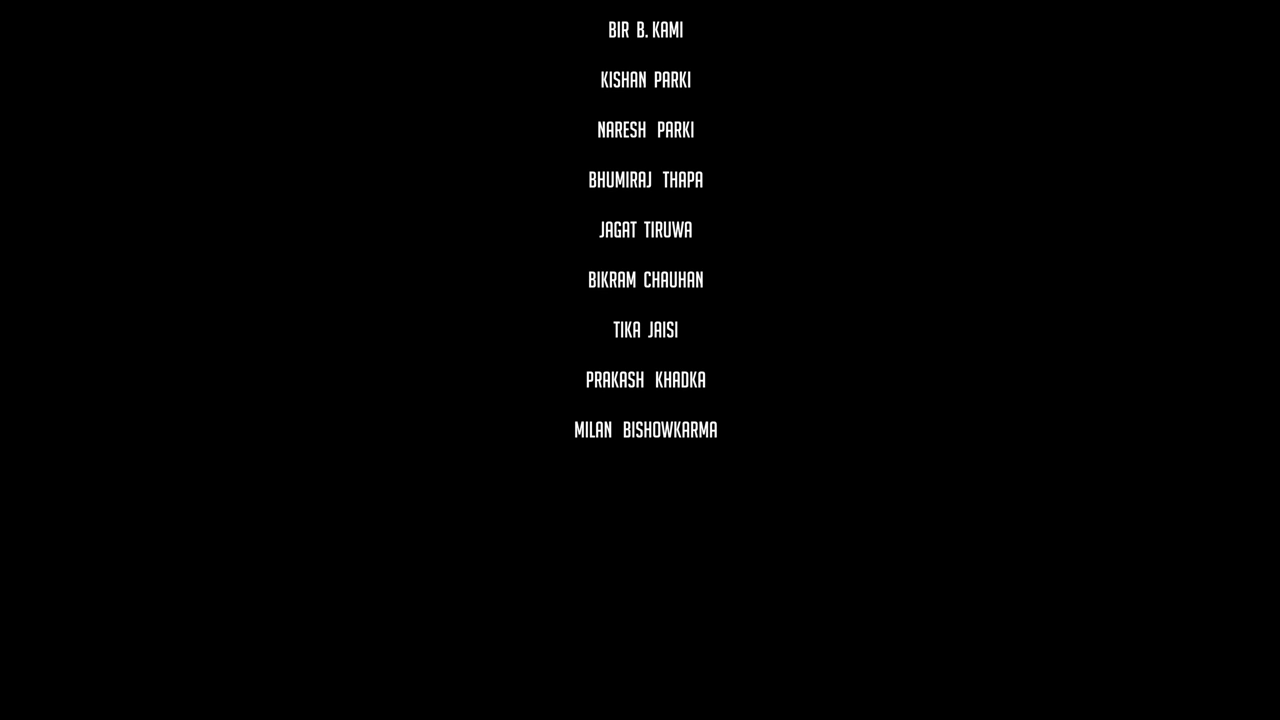 BIR B. KAMI
KISHAN PARKI
NARESH PARKI
BHUMIRAJ THAPA
JAGAT TIRUWA
BIKRAM CHAUHAN
TIKA JAISI
PRAKASH KHADKA
MILAN BISHOWKARMA